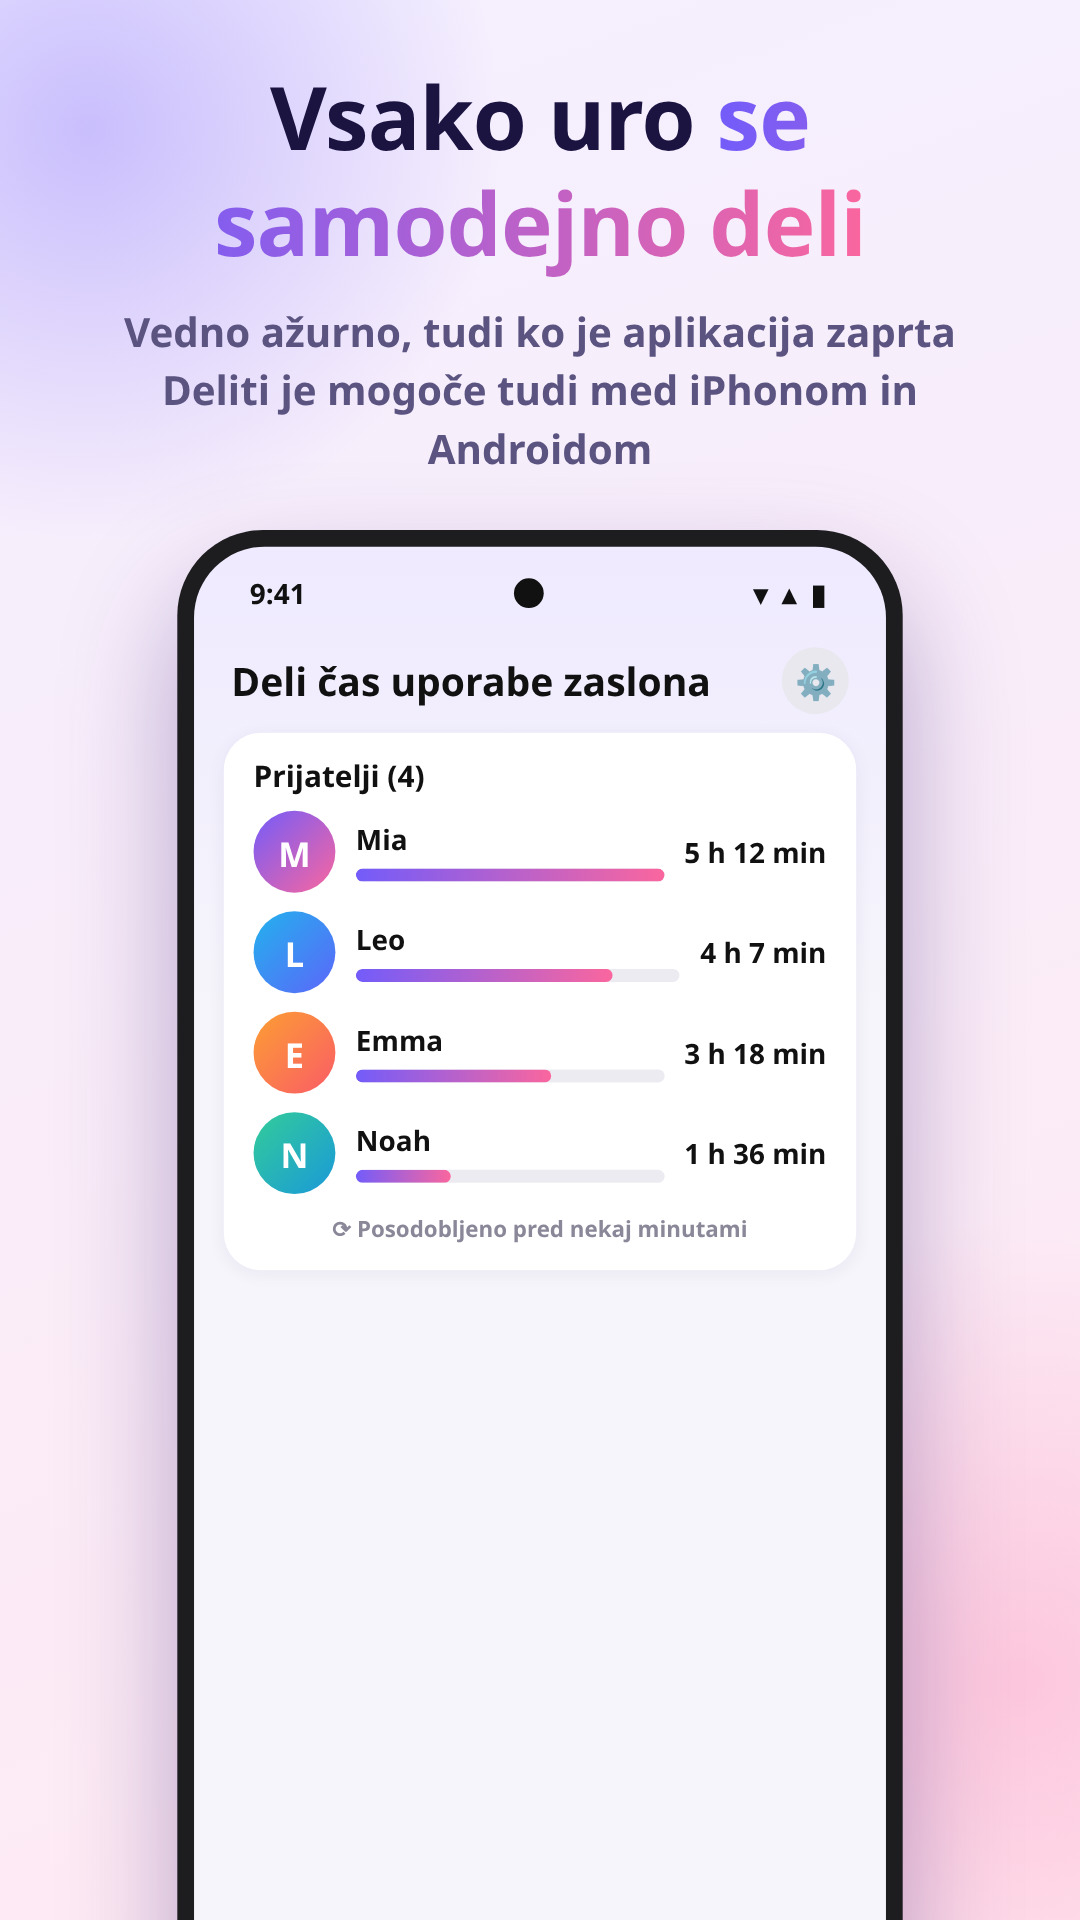 Vsako uro se
samodejno deli
Vedno ažurno, tudi ko je aplikacija zaprta
Deliti je mogoče tudi med iPhonom in
Androidom
9:41
Deli čas uporabe zaslona
Prijatelji (4)
M
Mia
5 h 12 min
L
Leo
4 h 7 min
E
Emma
3 h 18 min
N
Noah
1 h 36 min
⟳ Posodobljeno pred nekaj minutami